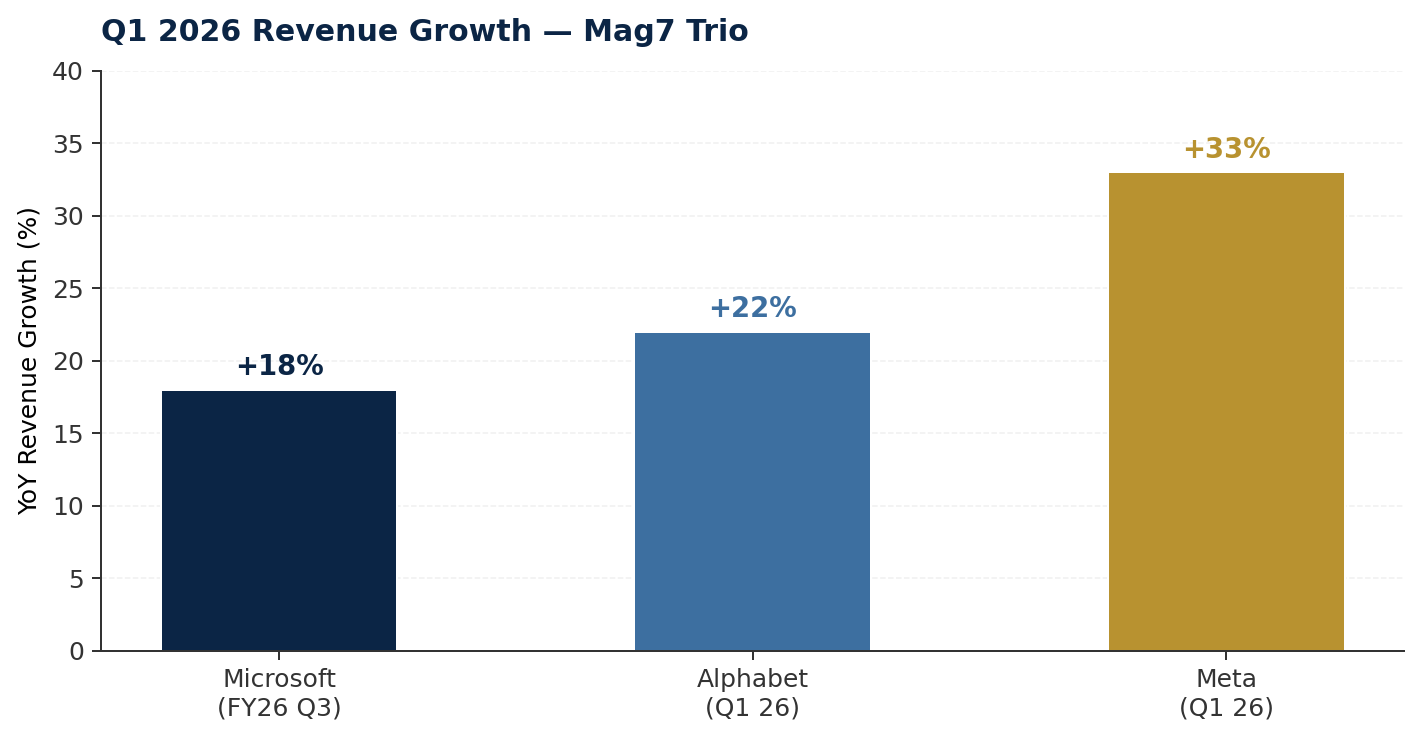 Q1 2026 Revenue Growth — Mag7 Trio
YoY Revenue Growth (%)
40
35
30
25
20
15
10
5
0
+18%
+22%
+33%
Microsoft
(FY26 Q3)
Alphabet
(Q1 26)
Meta
(Q1 26)